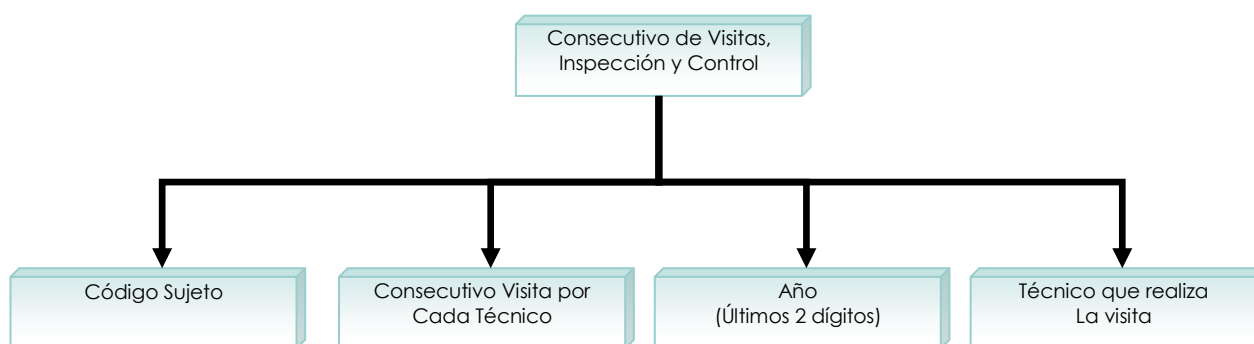 Consecutivo de Visitas,
Inspección y Control
Código Sujeto
Consecutivo Visita por
Cada Técnico
Año
(Últimos 2 dígitos)
Técnico que realiza
La visita